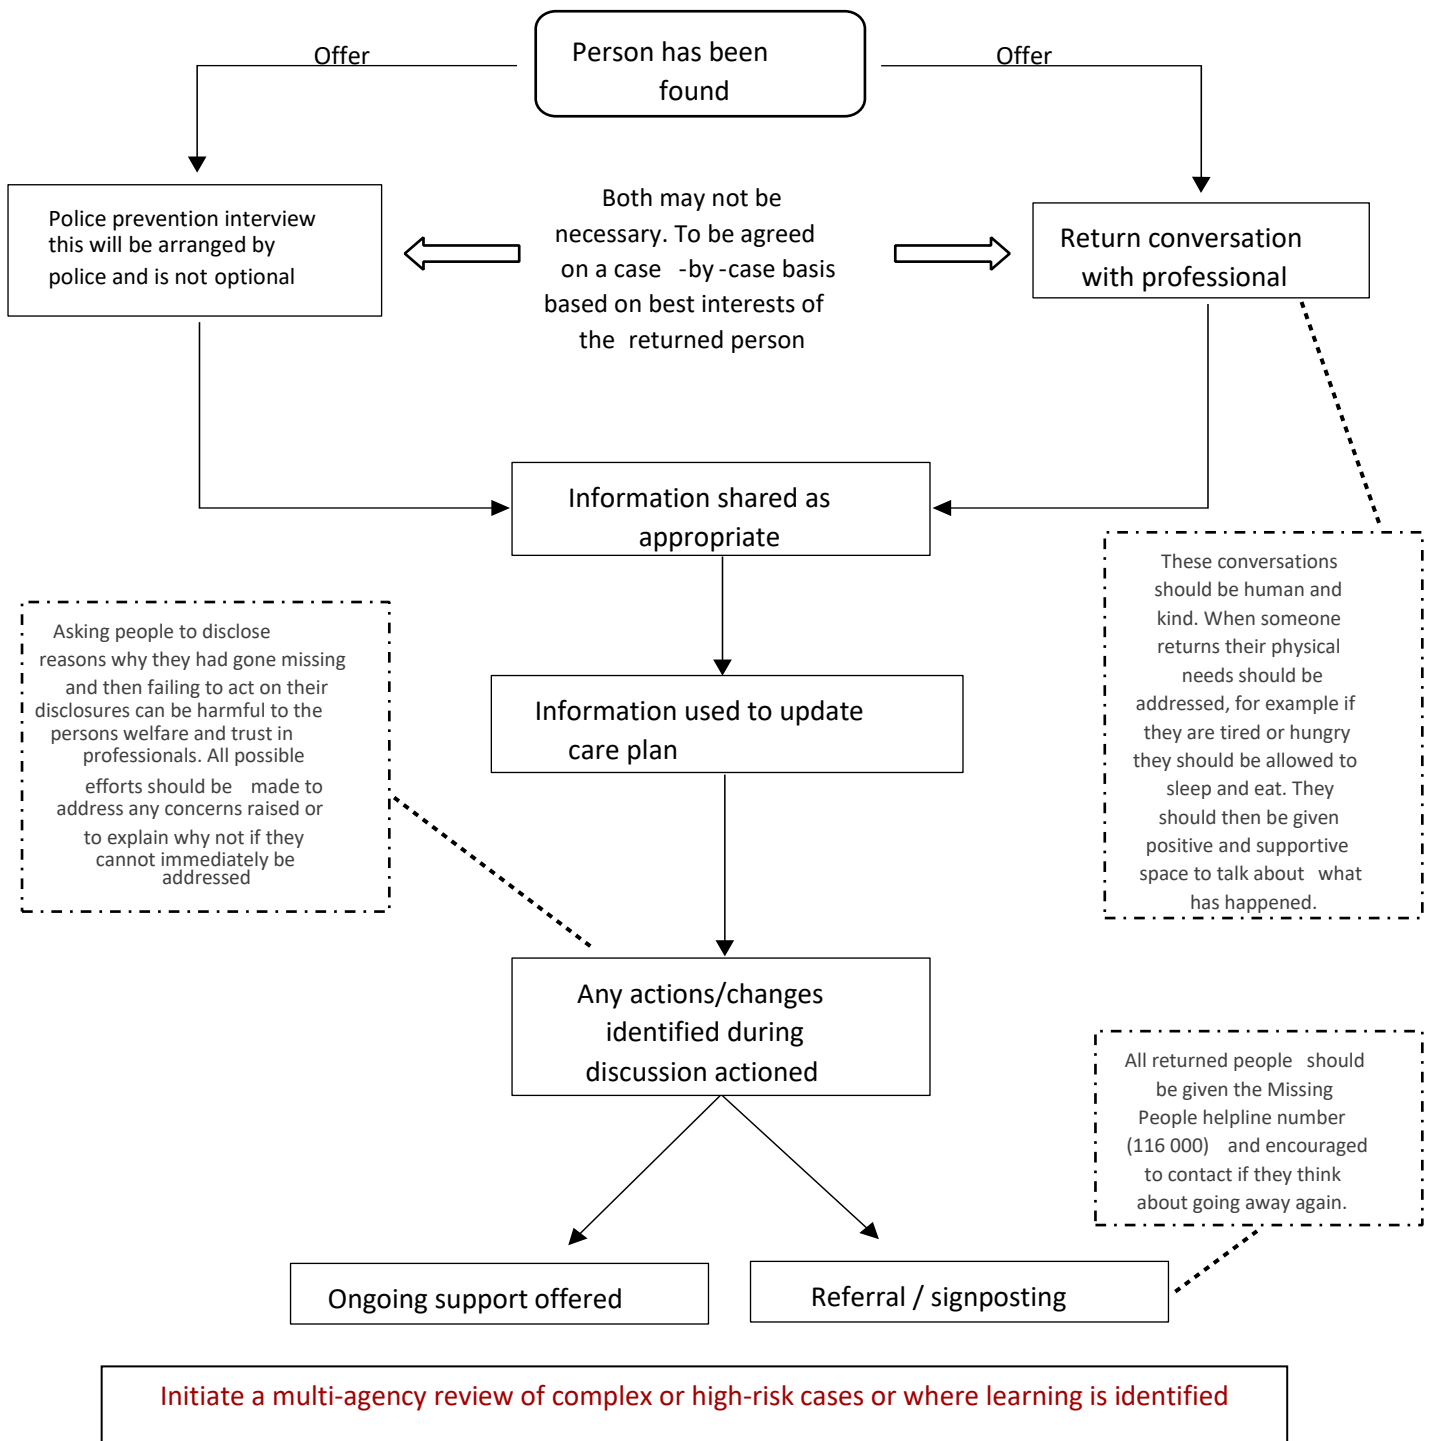 Offer
Person has been
found
Offer
Police prevention interview
this will be arranged by
police and is not optional
Both may not be
necessary. To be agreed
on a case -by-case basis
based on best interests of
the returned person
Return conversation
with professional
Information shared as
appropriate
Asking people to disclose
reasons why they had gone missing
and then failing to act on their
disclosures can be harmful to the
persons welfare and trust in
professionals. All possible
efforts should be made to
address any concerns raised or
to explain why not if they
cannot immediately be
addressed
These conversations
should be human and
kind. When someone
returns their physical
needs should be
addressed, for example if
they are tired or hungry
they should be allowed to
sleep and eat. They
should then be given
positive and supportive
space to talk about what
has happened.
Information used to update
care plan
Any actions/changes
identified during
discussion actioned
All returned people should
be given the Missing
People helpline number
(116 000) and encouraged
to contact if they think
about going away again.
Ongoing support offered
Referral / signposting
Initiate a multi-agency review of complex or high-risk cases or where learning is identified